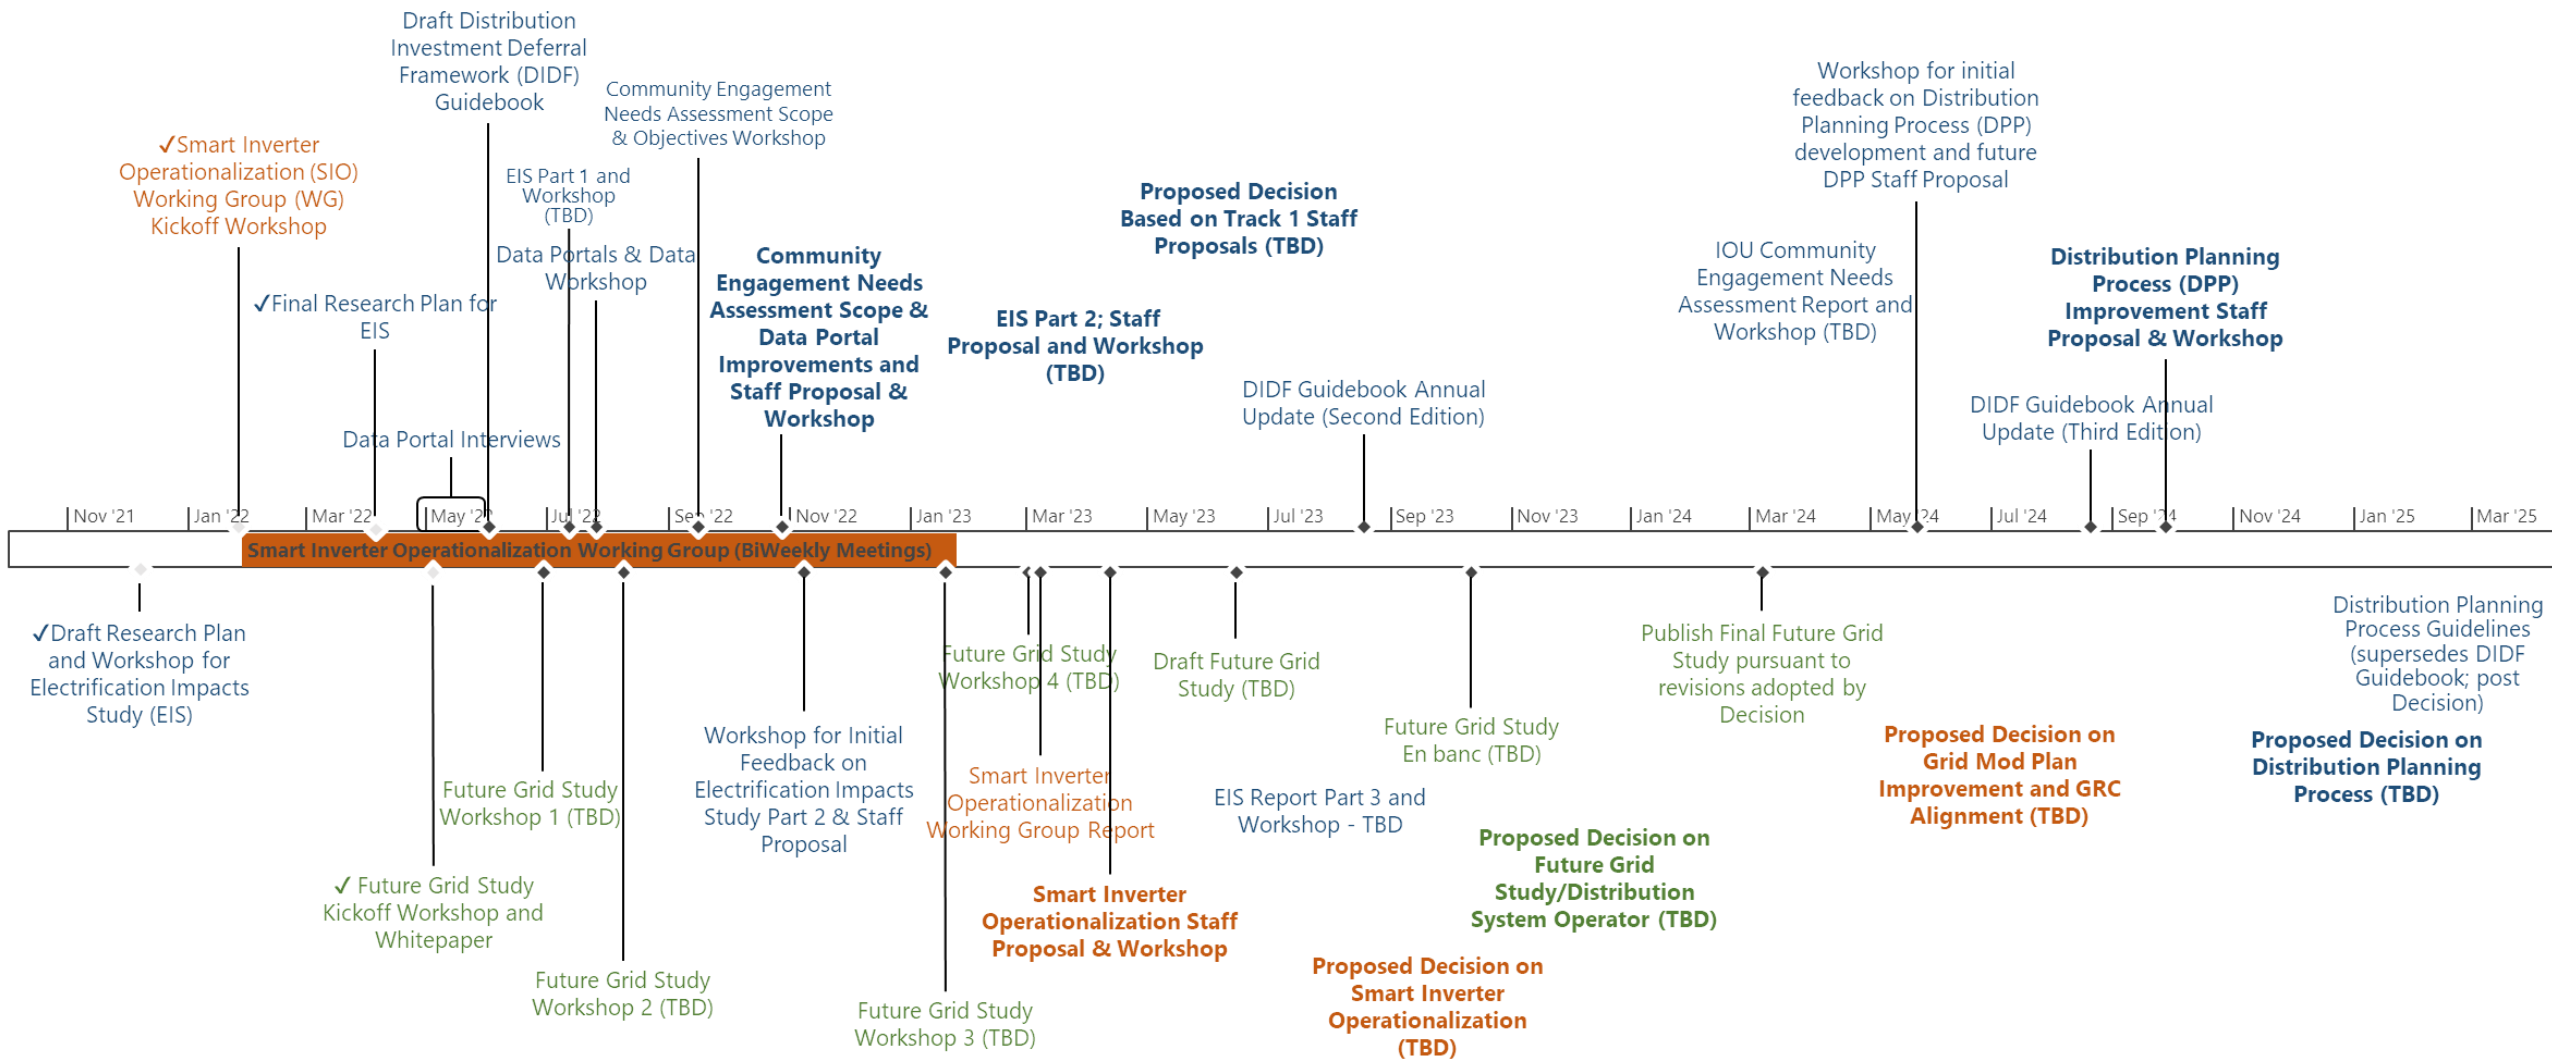 Draft Distribution
Investment Deferral
Framework (DIDF)
Guidebook
Community Engagement
Needs Assessment Scope
& Objectives Workshop
Workshop for initial
feedback on Distribution
Planning Process (DPP)
development and future
DPP Staff Proposal
✓Smart Inverter
Operationalization (SIO)
Working Group (WG)
Kickoff Workshop
EIS Part 1 and
Workshop
(TBD)
Proposed Decision
Based on Track 1 Staff
Proposals (TBD)
Data Portals & Data
Workshop
Community
Engagement Needs
Assessment Scope &
Data Portal
Improvements and
Staff Proposal &
Workshop
IOU Community
Engagement Needs
Assessment Report and
Workshop (TBD)
Distribution Planning
Process (DPP)
Improvement Staff
Proposal & Workshop
✓Final Research Plan for
EIS
EIS Part 2; Staff
Proposal and Workshop
(TBD)
DIDF Guidebook Annual
Update (Second Edition)
DIDF Guidebook Annual
Update (Third Edition)
Data Portal Interviews
Nov '21 Jan '22 Mar '22 May '22 Jul '22 Sep '22 Nov '22 Jan '23 Mar '23 May '23 Jul '23 Sep '23 Nov '23 Jan '24 Mar '24 May '24 Jul '24 Sep '24 Nov '24 Jan '25 Mar '25
Smart Inverter Operationalization Working Group (BiWeekly Meetings)
✓Draft Research Plan
and Workshop for
Electrification Impacts
Study (EIS)
Future Grid Study
Workshop 4 (TBD)
Draft Future Grid
Study (TBD)
Publish Final Future Grid
Study pursuant to
revisions adopted by
Decision
Distribution Planning
Process Guidelines
(supersedes DIDF
Guidebook; post
Decision)
Workshop for Initial
Feedback on
Electrification Impacts
Study Part 2 & Staff
Proposal
Future Grid Study
En banc (TBD)
Proposed Decision on
Grid Mod Plan
Improvement and GRC
Alignment (TBD)
Proposed Decision on
Distribution Planning
Process (TBD)
Future Grid Study
Workshop 1 (TBD)
Smart Inverter
Operationalization
Working Group Report
EIS Report Part 3 and
Workshop - TBD
Proposed Decision on
Future Grid
Study/Distribution
System Operator (TBD)
✓ Future Grid Study
Kickoff Workshop and
Whitepaper
Smart Inverter
Operationalization Staff
Proposal & Workshop
Future Grid Study
Workshop 2 (TBD)
Future Grid Study
Workshop 3 (TBD)
Proposed Decision on
Smart Inverter
Operationalization
(TBD)